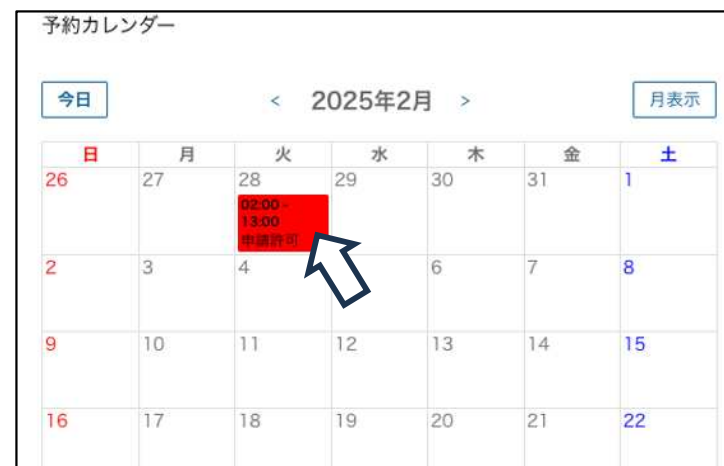 予約カレンダー
今日 < 2025年2月 > 月表示
日 月 火 水 木 金 土
26 27 28 29 30 31 1
02:00 -
13:00
申請許可
2 3 4 6 7 8
9 10 11 12 13 14 15
16 17 18 19 20 21 22